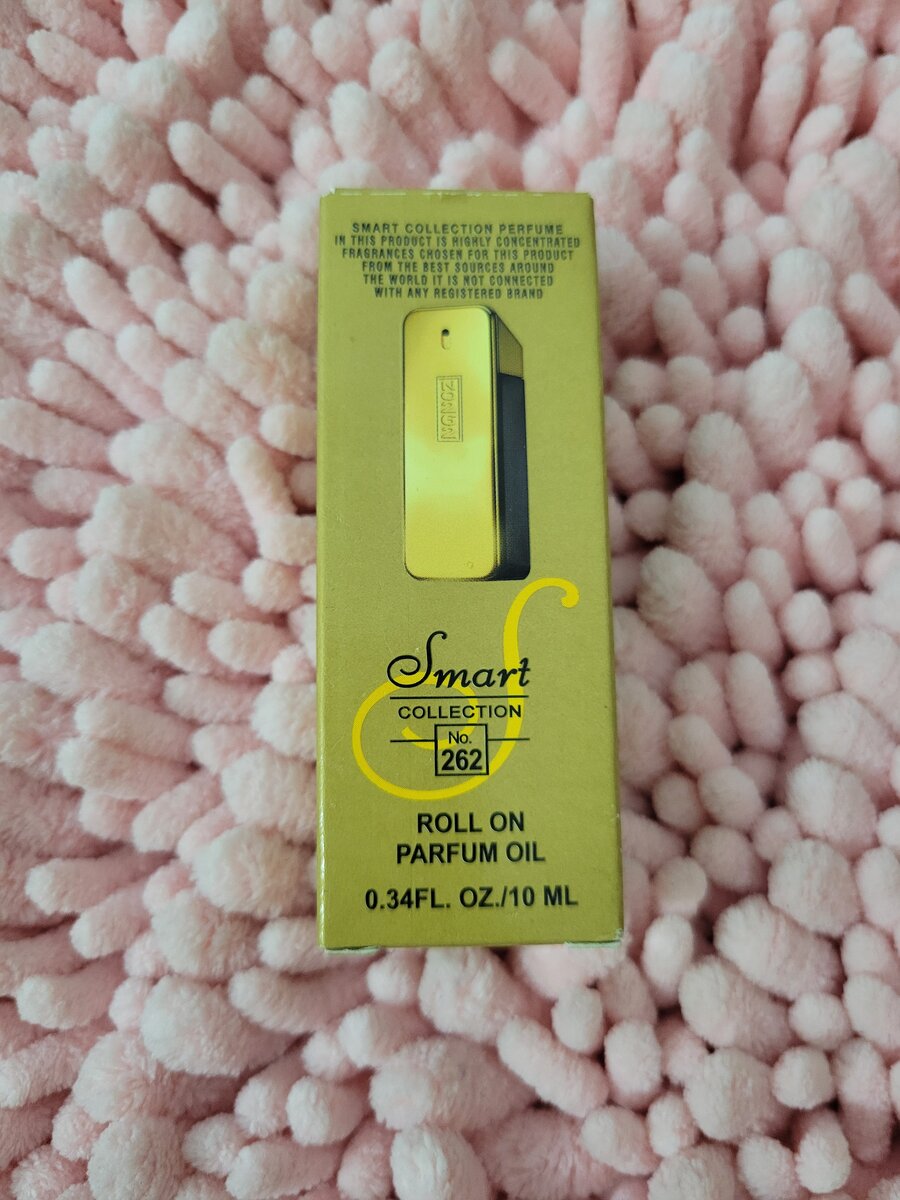 SMART COLLECTION PERFUME
IN THIS PRODUCT IS HIGHLY CONCENTRATED
FRAGRANCES CHOSEN FOR THIS PRODUCT
FROM THE BEST SOURCES AROUND
THE WORLD IT IS NOT CONNECTED
WITH ANY REGISTERED BRAND
NO262
Smart
COLLECTION
No.
262
ROLL ON
PARFUM OIL
0.34FL. OZ./10 ML